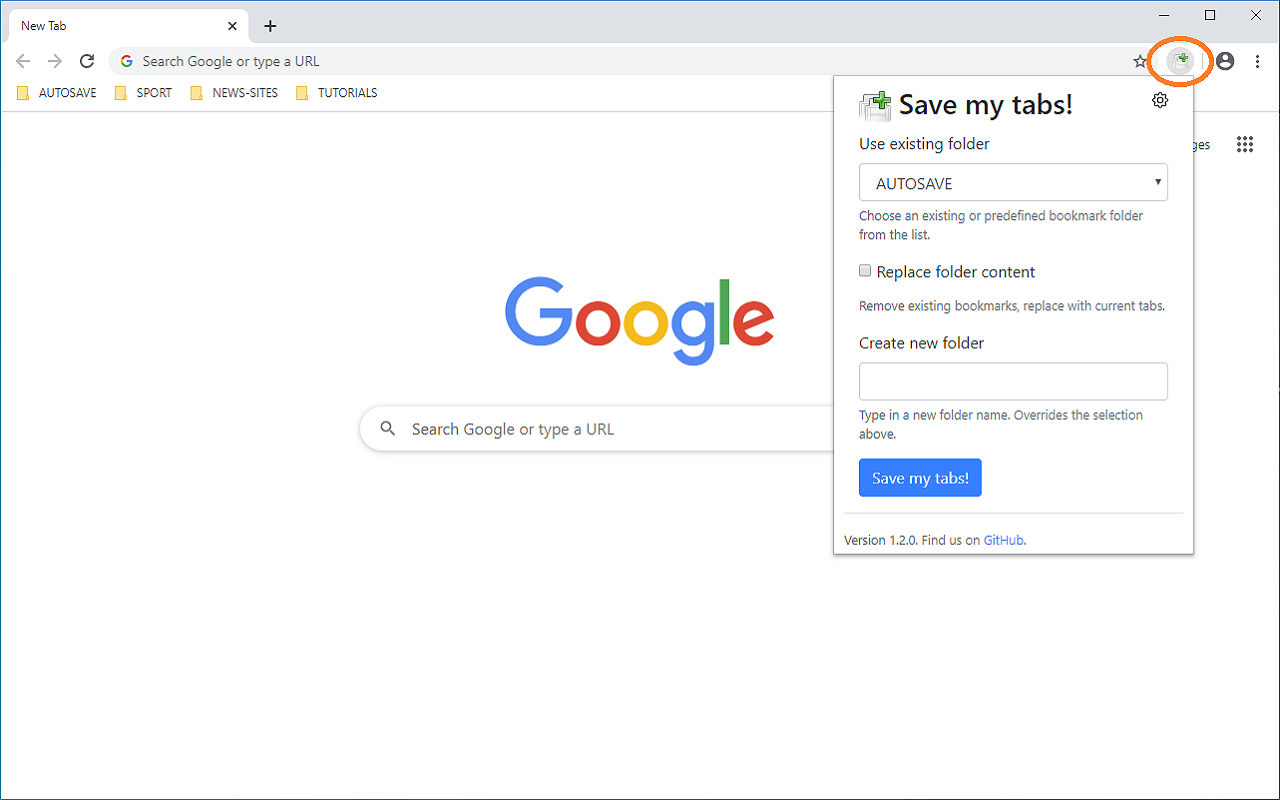 New Tab
Search Google or type a URL
AUTOSAVE SPORT NEWS-SITES TUTORIALS
Save my tabs!
Use existing folder
ges
AUTOSAVE
Choose an existing or predefined bookmark folder
from the list.
Replace folder content
Remove existing bookmarks, replace with current tabs.
Google
Create new folder
Search Google or type a URL
Type in a new folder name. Overrides the selection
above.
Save my tabs!
Version 1.2.0. Find us on GitHub.